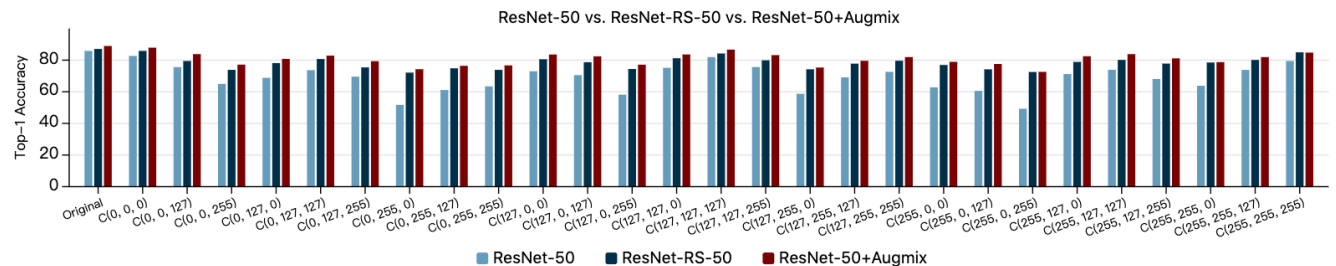 ResNet-50 vs. ResNet-RS-50 vs. ResNet-50+Augmix
Top–1 Accuracy
80
60
40
20
0
Original
C(0, 0, 0)
C(0, 0, 127)
C(0, 0, 255)
C(0, 127, 0)
C(0, 127, 127)
C(0, 127, 255)
C(0, 255, 0)
C(0, 255, 127)
C(0, 255, 255)
C(127, 0, 0)
C(127, 0, 127)
C(127, 0, 255)
C(127, 127, 0)
C(127, 127, 127)
C(127, 127, 255)
C(127, 255, 0)
C(127, 255, 127)
C(127, 255, 255)
C(255, 0, 0)
C(255, 0, 127)
C(255, 0, 255)
C(255, 127, 0)
C(255, 127, 127)
C(255, 127, 255)
C(255, 255, 0)
C(255, 255, 127)
C(255, 255, 255)
ResNet-50
ResNet-RS-50
ResNet-50+Augmix